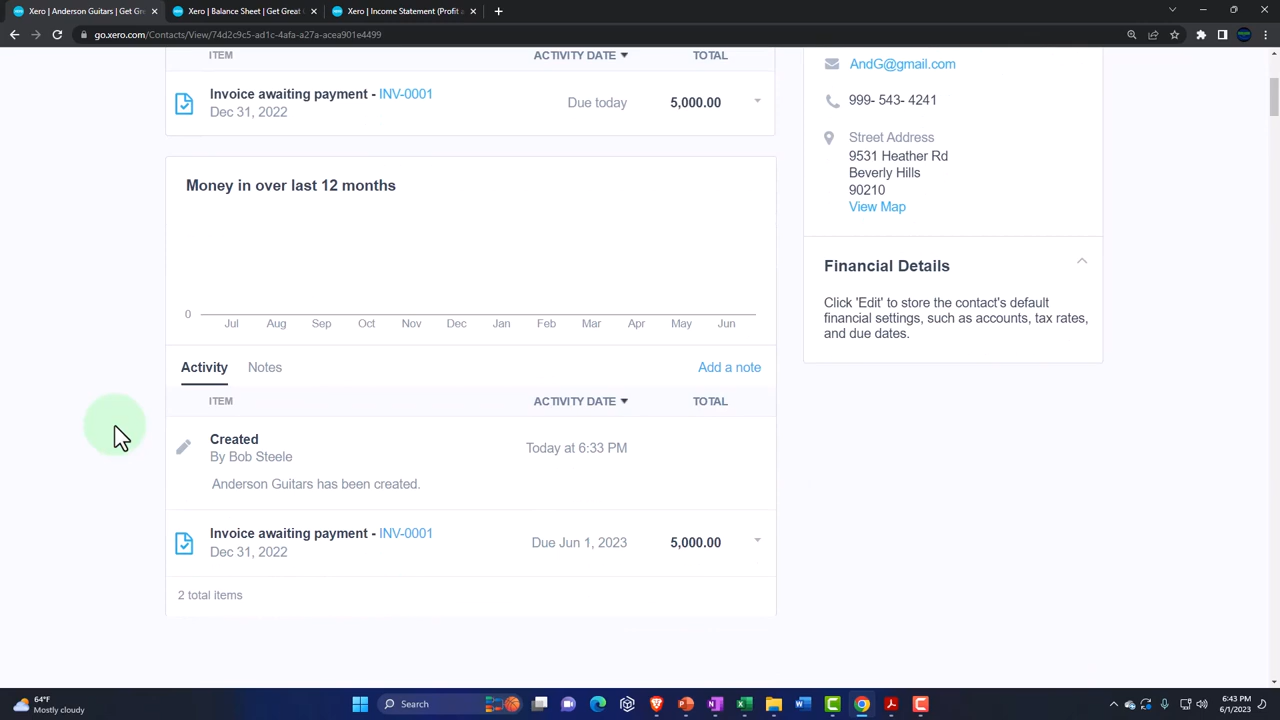 Xero | Anderson Guitars | Get Gre
Xero | Balance Sheet | Get Great
Xero | Income Statement (Profit a
go.xero.com/Contacts/View/74d2c9c5-ad1c-4afa-a27a-acea901e4499
ITEM ACTIVITY DATE TOTAL
Invoice awaiting payment - INV-0001
Dec 31, 2022
Due today 5,000.00
Money in over last 12 months
0
Jul Aug Sep Oct Nov Dec Jan Feb Mar Apr May Jun
Activity Notes Add a note
ITEM ACTIVITY DATE TOTAL
Created
By Bob Steele
Today at 6:33 PM
Anderson Guitars has been created.
Invoice awaiting payment - INV-0001
Dec 31, 2022
Due Jun 1, 2023 5,000.00
2 total items
AndG@gmail.com
999- 543- 4241
Street Address
9531 Heather Rd
Beverly Hills
90210
View Map
Financial Details
Click 'Edit' to store the contact's default
financial settings, such as accounts, tax rates,
and due dates.
64°F
Mostly cloudy
Search
6:43 PM
6/1/2023